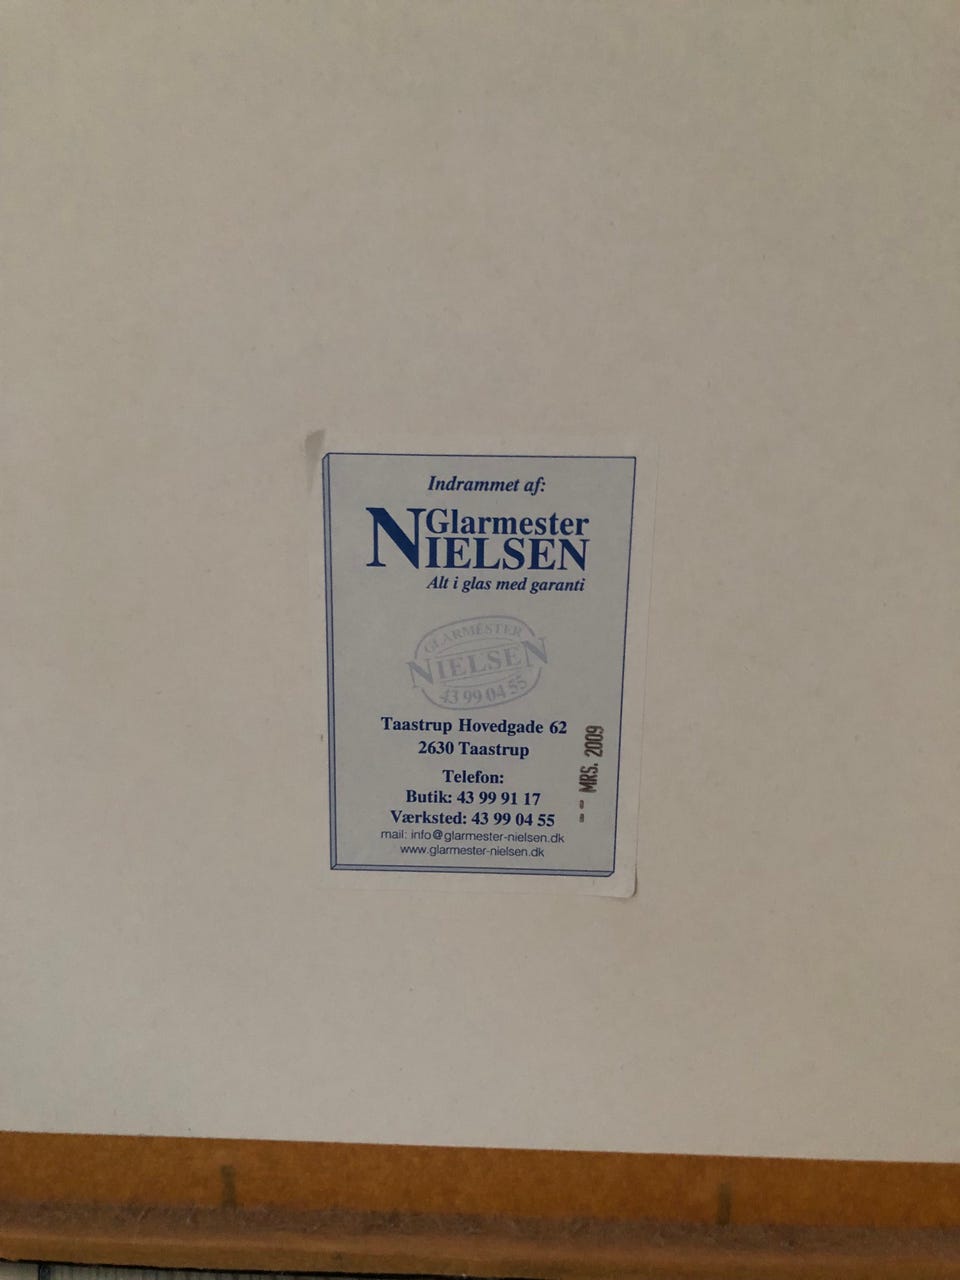 Indrammet af:
Glarmester
NIELSEN
Alt i glas med garanti
GLARMESTER
NIELSEN
43 99 04 55
Taastrup Hovedgade 62
2630 Taastrup
Telefon:
Butik: 43 99 91 17
Værksted: 43 99 04 55
mail: info@glarmester-nielsen.dk
www.glarmester-nielsen.dk
-- MRS. 2009